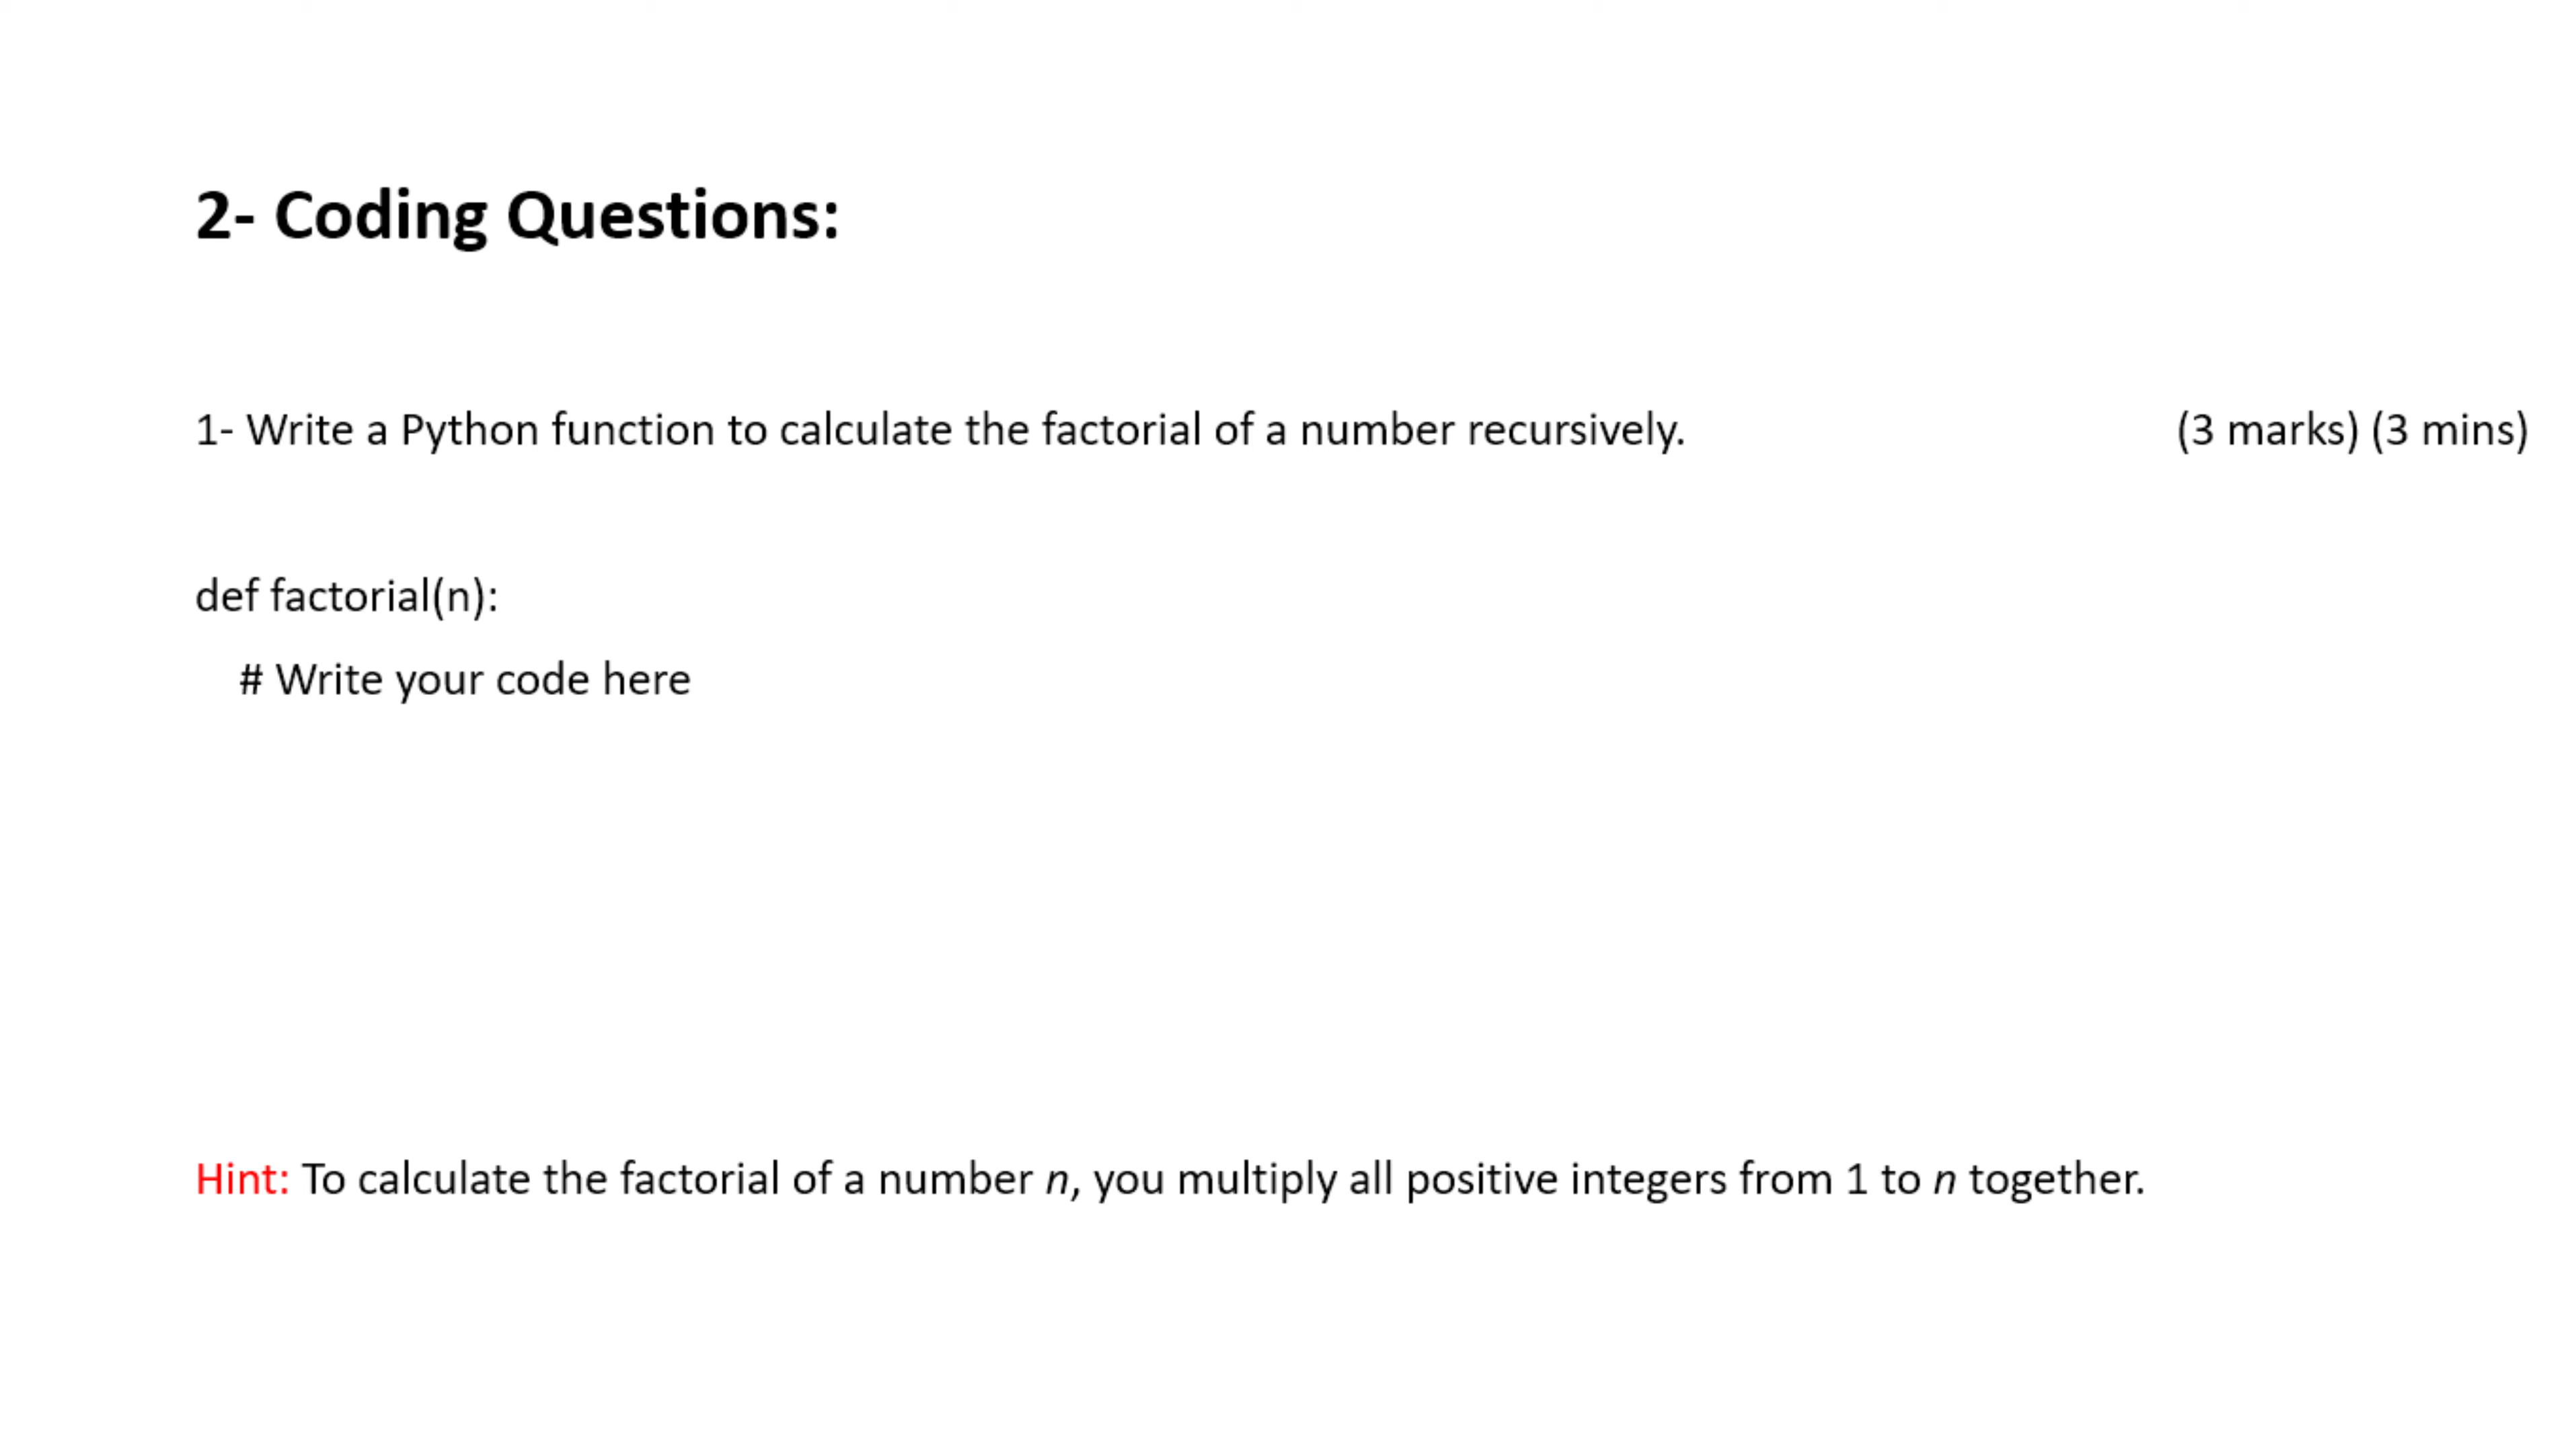 2- Coding Questions:
1- Write a Python function to calculate the factorial of a number recursively. (3 marks) (3 mins)
def factorial(n):
# Write your code here
Hint: To calculate the factorial of a number n, you multiply all positive integers from 1 to n together.